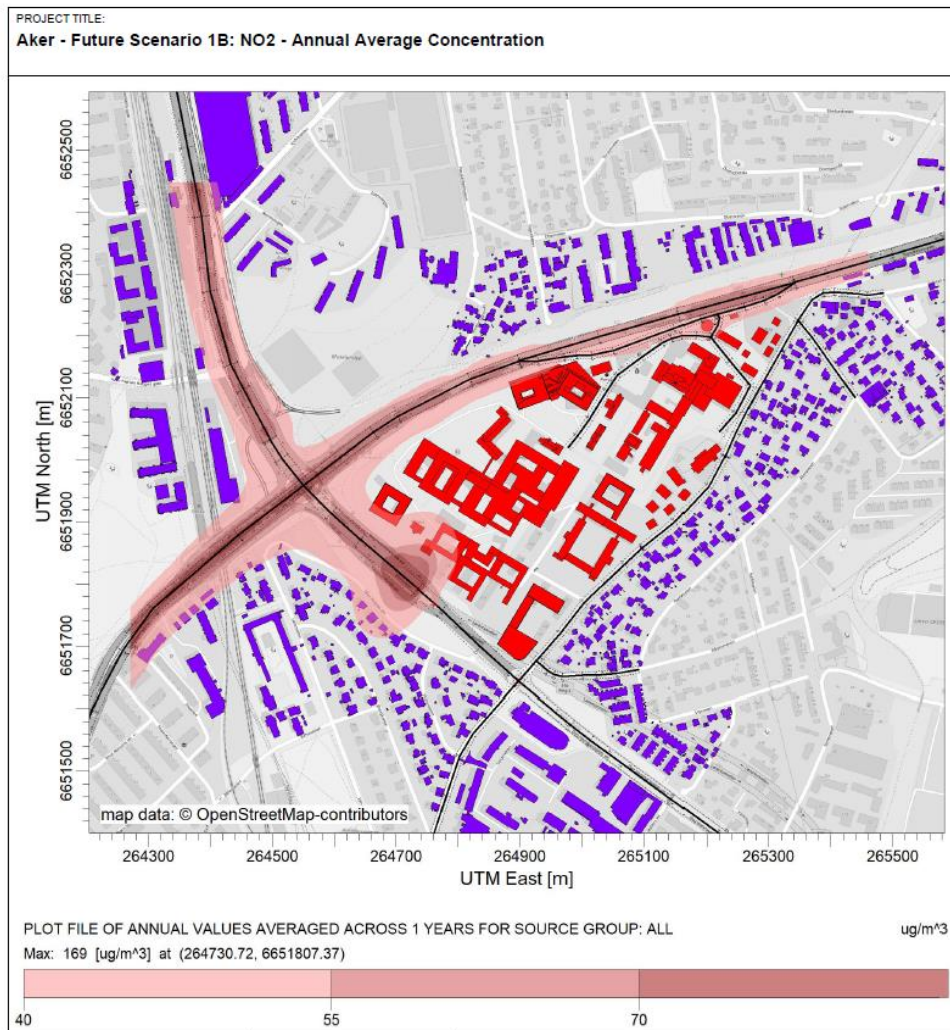 PROJECT TITLE:
Aker - Future Scenario 1B: NO2 - Annual Average Concentration
UTM North [m]
6652500
6652300
6652100
6651900
6651700
6651500
map data: © OpenStreetMap-contributors
264300 264500 264700 264900 265100 265300 265500
UTM East [m]
PLOT FILE OF ANNUAL VALUES AVERAGED ACROSS 1 YEARS FOR SOURCE GROUP: ALL ug/m^3
Max: 169 [ug/m^3] at (264730.72, 6651807.37)
40 55 70